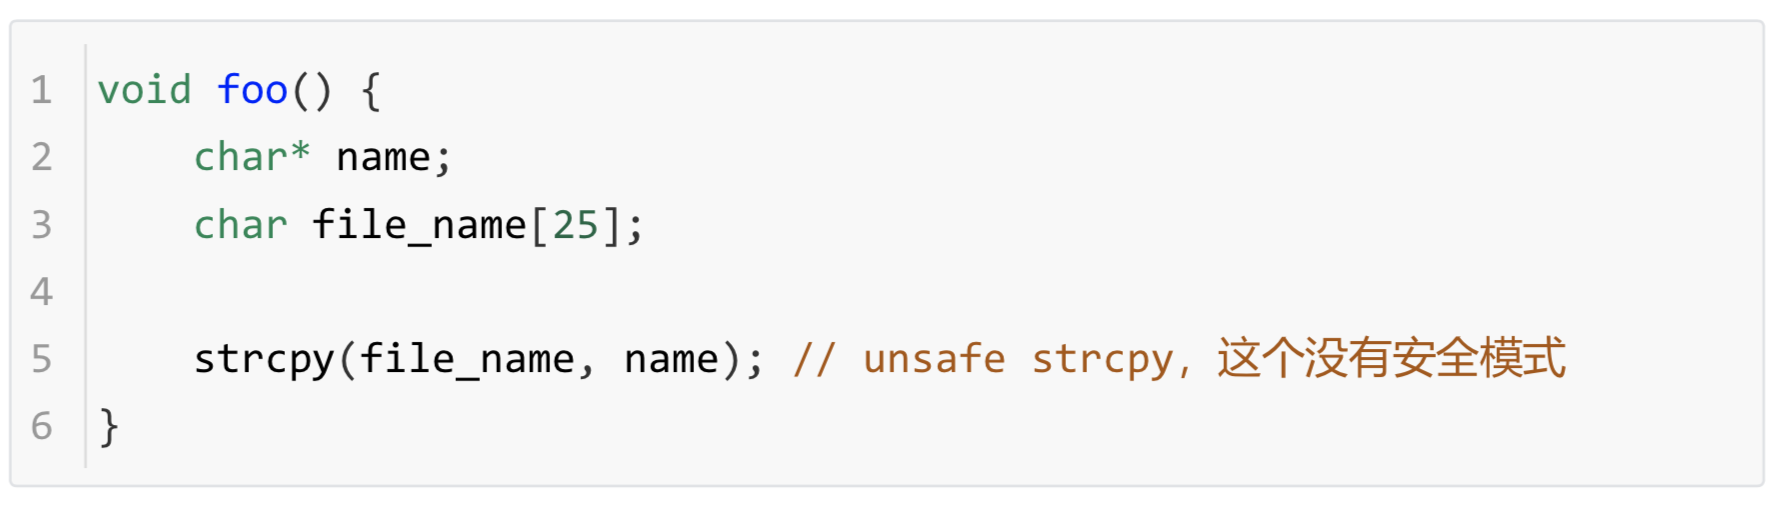 1 void foo() {
2     char* name;
3     char file_name[25];
4
5     strcpy(file_name, name); // unsafe strcpy, 这个没有安全模式
6 }